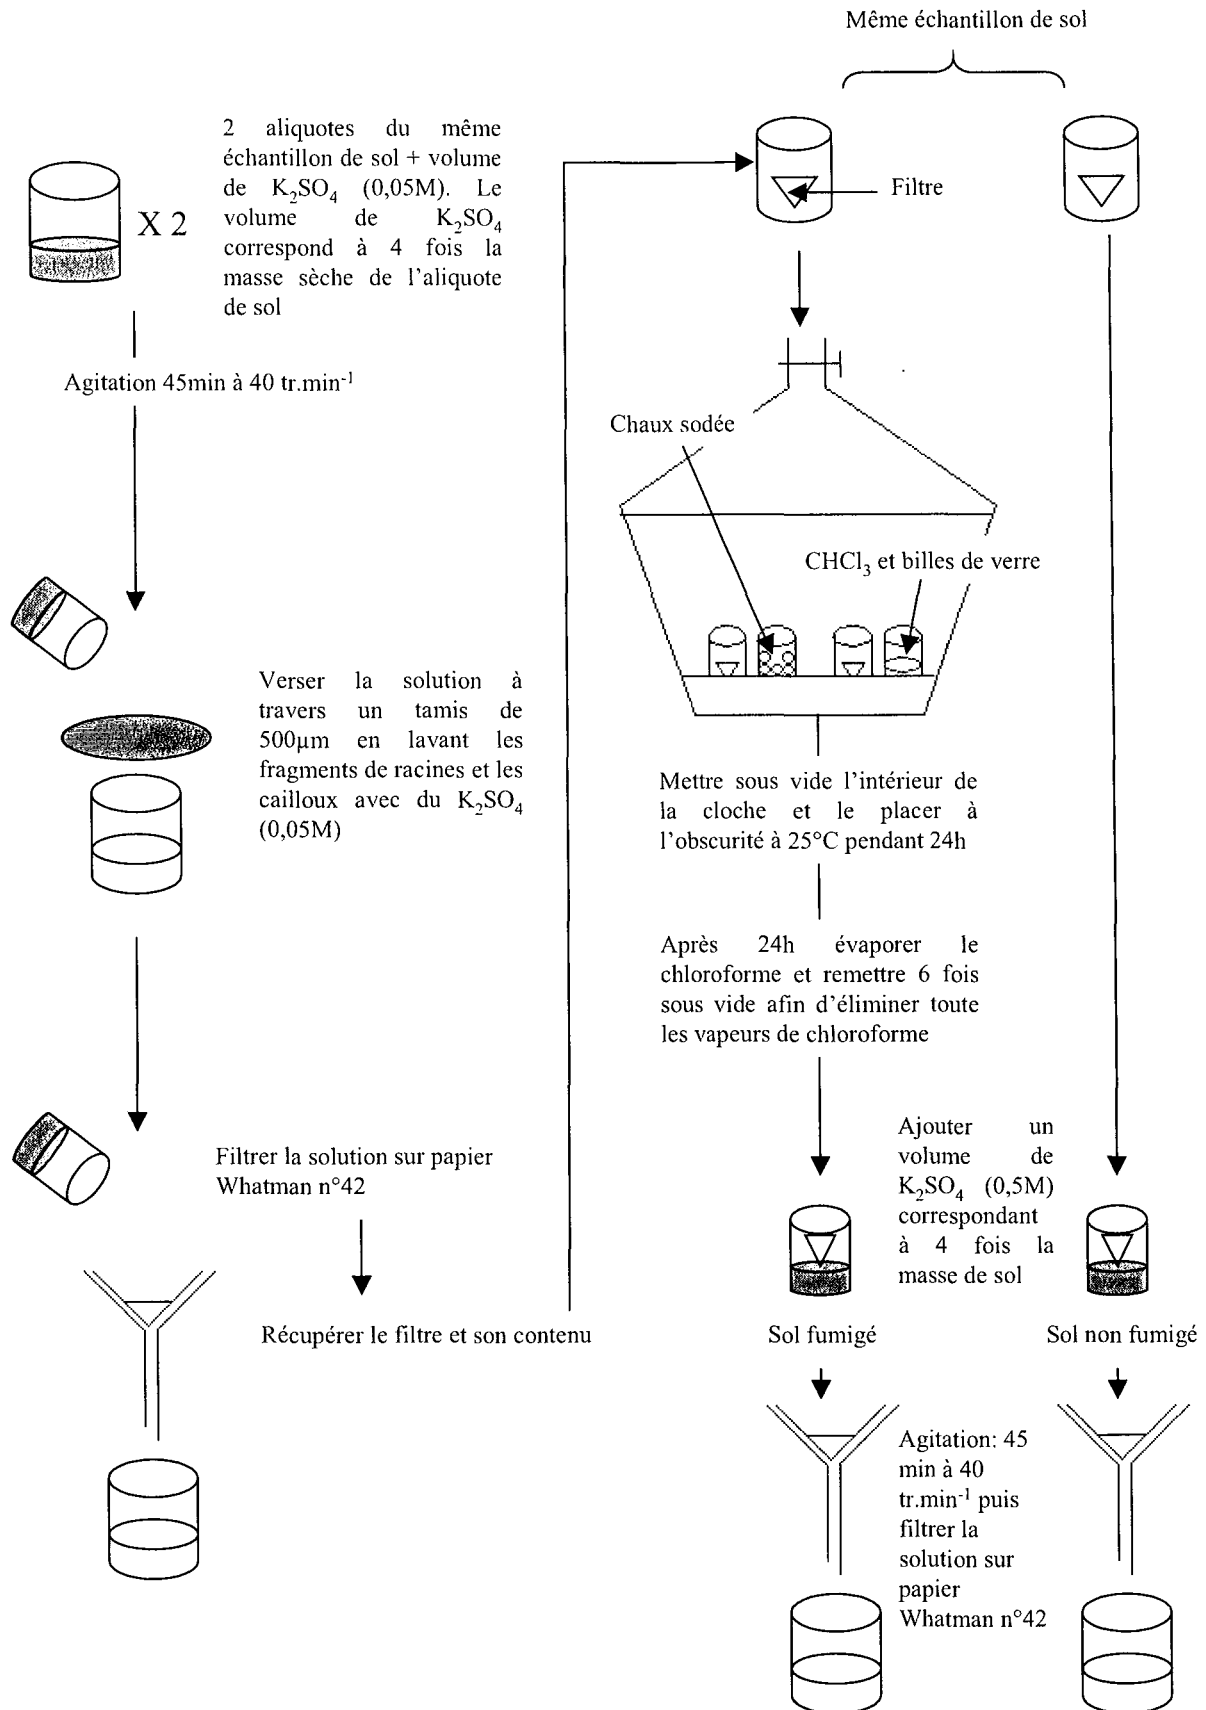 Même échantillon de sol
2 aliquotes du même
échantillon de sol + volume
de K₂SO₄ (0,05M). Le
volume de K₂SO₄
correspond à 4 fois la
masse sèche de l'aliquote
de sol
X 2
Agitation 45min à 40 tr.min⁻¹
Verser la solution à
travers un tamis de
500µm en lavant les
fragments de racines et les
cailloux avec du K₂SO₄
(0,05M)
Filtrer la solution sur papier
Whatman n°42
Récupérer le filtre et son contenu
Filtre
Chaux sodée
CHCl₃ et billes de verre
Mettre sous vide l'intérieur de
la cloche et le placer à
l'obscurité à 25°C pendant 24h
Après 24h évaporer le
chloroforme et remettre 6 fois
sous vide afin d'éliminer toute
les vapeurs de chloroforme
Ajouter un
volume de
K₂SO₄ (0,5M)
correspondant
à 4 fois la
masse de sol
Sol fumigé
Sol non fumigé
Agitation: 45
min à 40
tr.min⁻¹ puis
filtrer la
solution sur
papier
Whatman n°42